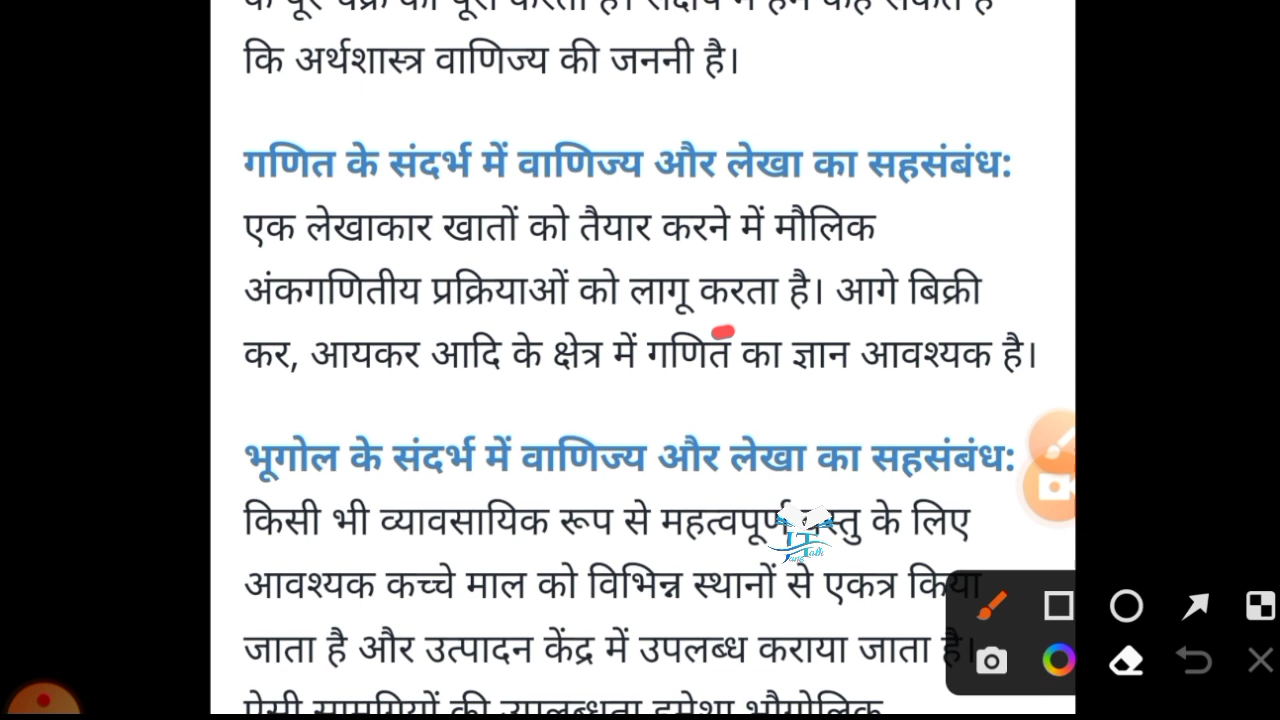 कि अर्थशास्त्र वाणिज्य की जननी है।
गणित के संदर्भ में वाणिज्य और लेखा का सहसंबंध:
एक लेखाकार खातों को तैयार करने में मौलिक
अंकगणितीय प्रक्रियाओं को लागू करता है। आगे बिक्री
कर, आयकर आदि के क्षेत्र में गणित का ज्ञान आवश्यक है।
भूगोल के संदर्भ में वाणिज्य और लेखा का सहसंबंध:
किसी भी व्यावसायिक रूप से महत्वपूर्ण वस्तु के लिए
आवश्यक कच्चे माल को विभिन्न स्थानों से एकत्र किया
जाता है और उत्पादन केंद्र में उपलब्ध कराया जाता है।